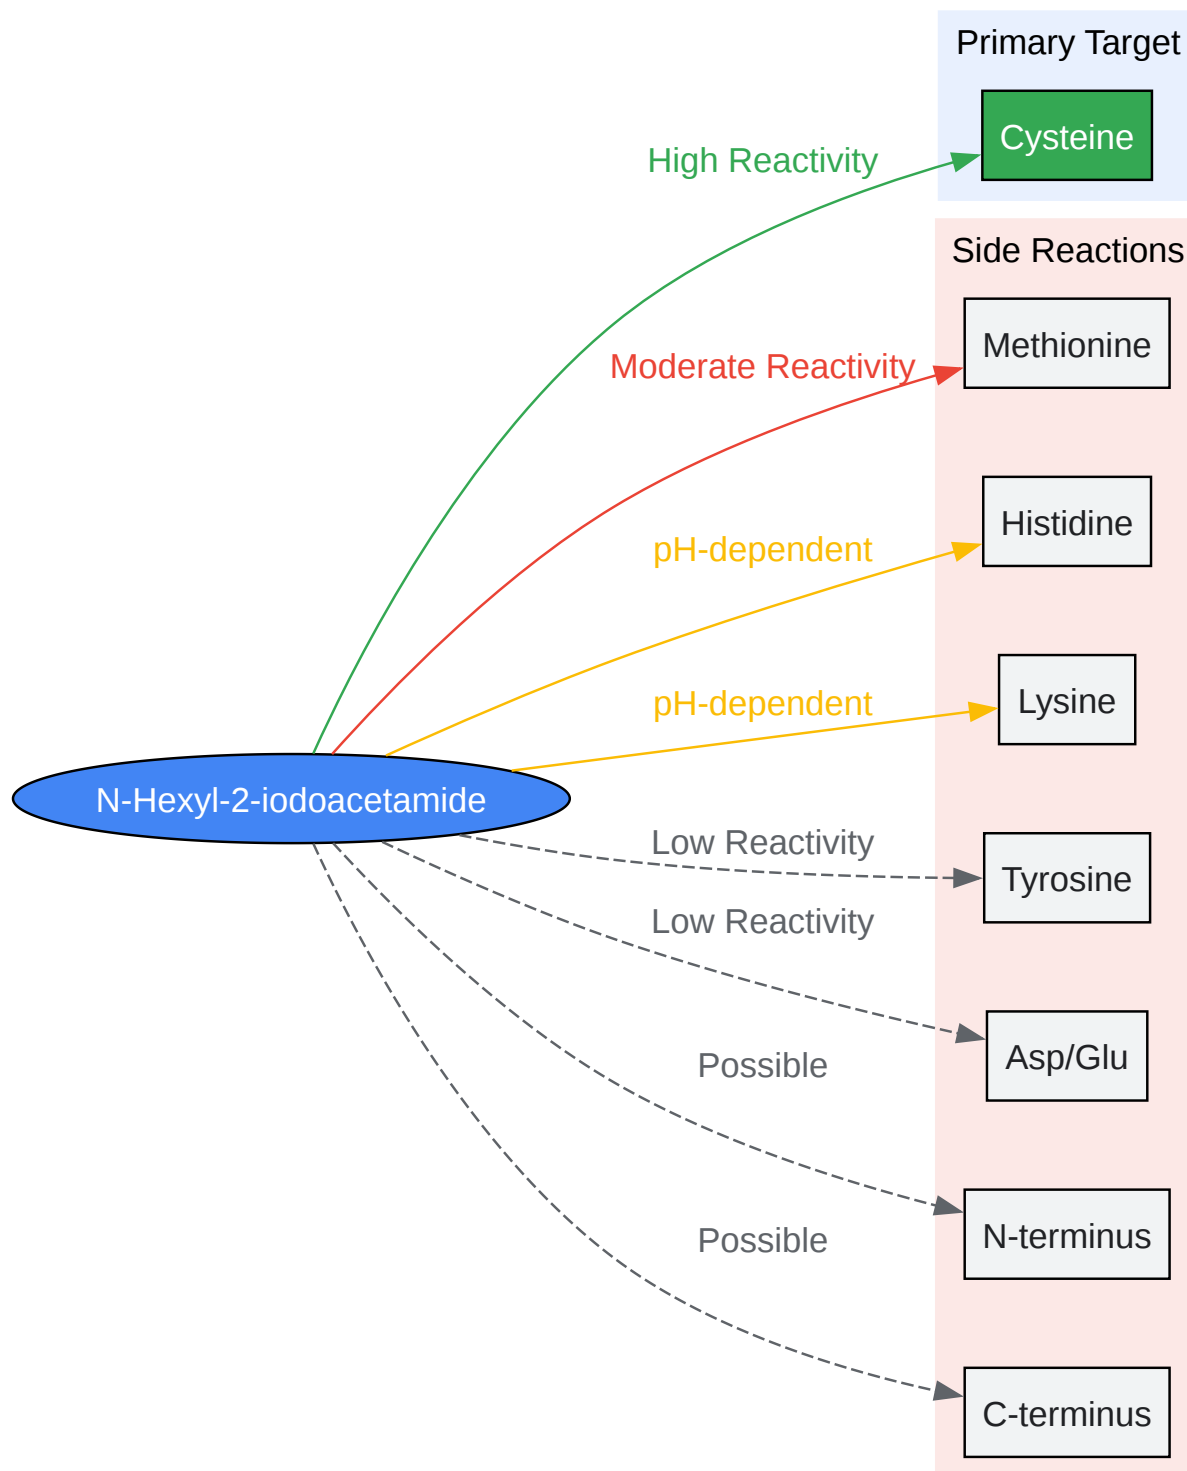 Primary Target
Cysteine
High Reactivity
Side Reactions
Methionine
Moderate Reactivity
Histidine
pH-dependent
Lysine
pH-dependent
N-Hexyl-2-iodoacetamide
Low Reactivity
Tyrosine
Low Reactivity
Asp/Glu
Possible
N-terminus
Possible
C-terminus